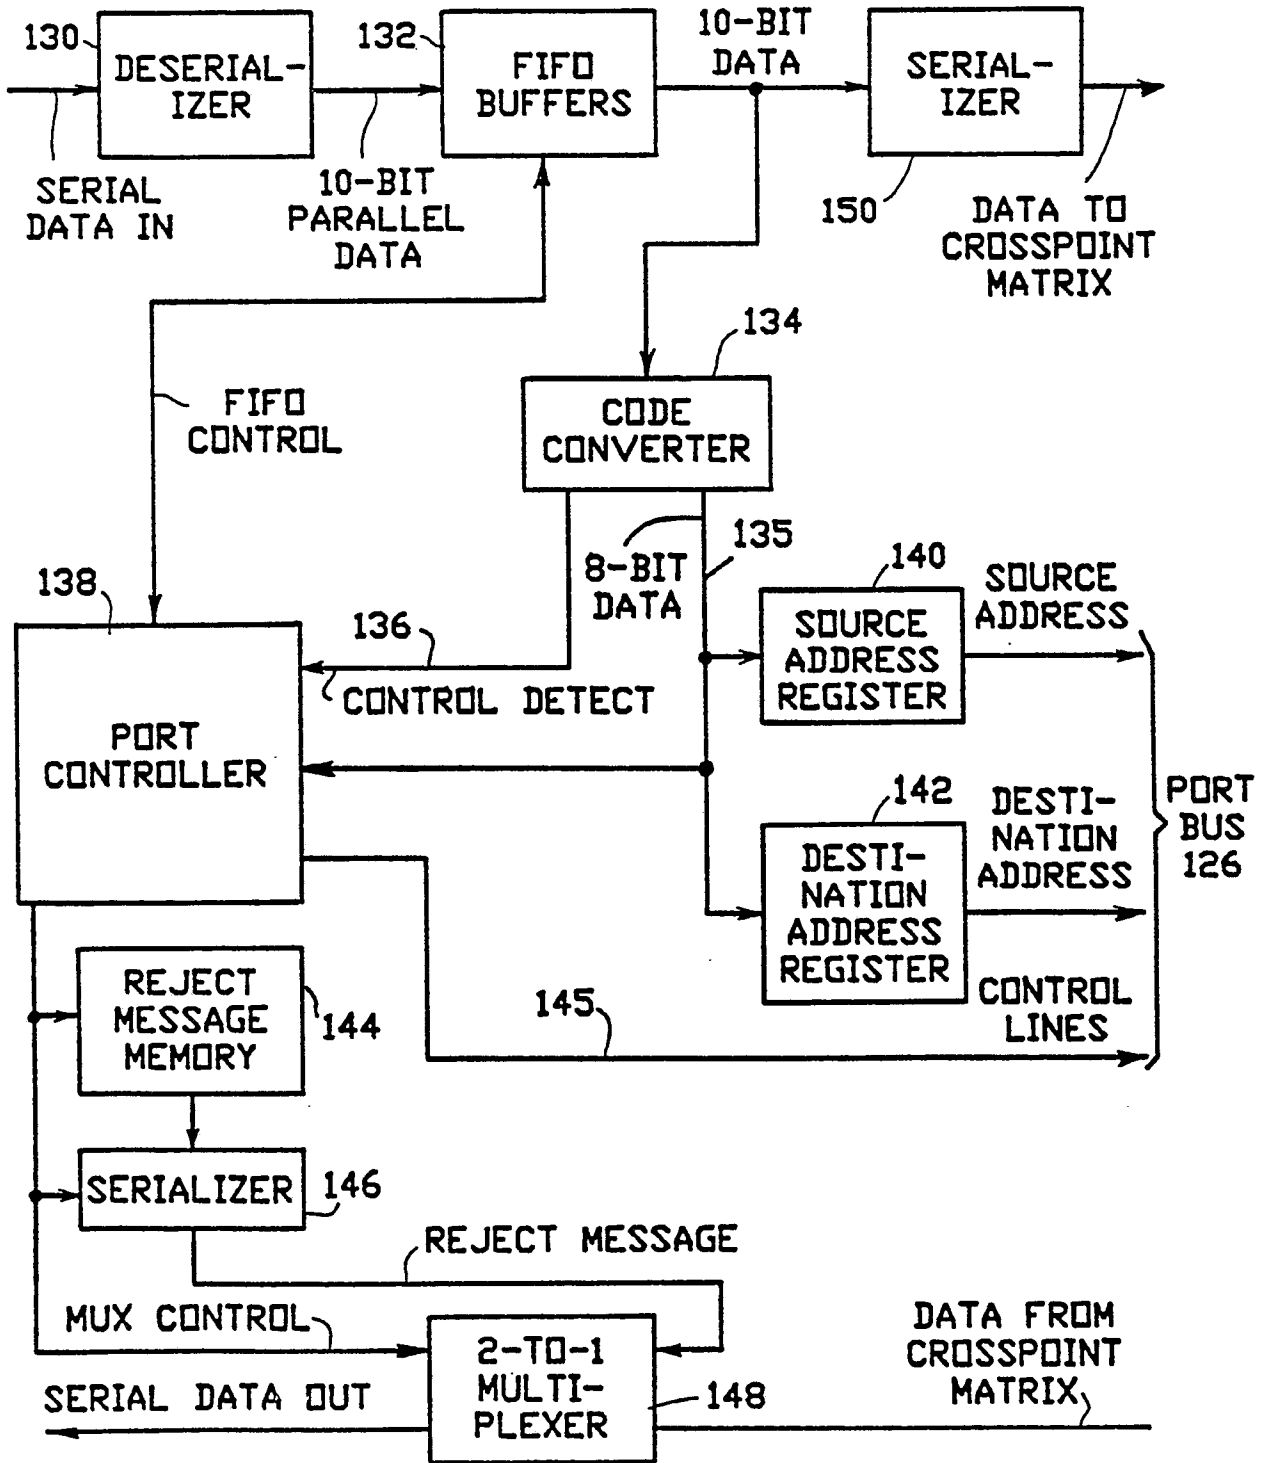 130
DESERIAL-
IZER
132
FIFO
BUFFERS
10-BIT
DATA
SERIAL-
IZER
150
SERIAL
DATA IN
10-BIT
PARALLEL
DATA
DATA TO
CROSSPOINT
MATRIX
FIFO
CONTROL
134
CODE
CONVERTER
8-BIT
DATA
135
136
CONTROL DETECT
138
PORT
CONTROLLER
140
SOURCE
ADDRESS
REGISTER
SOURCE
ADDRESS
142
DESTI-
NATION
ADDRESS
REGISTER
DESTI-
NATION
ADDRESS
PORT
BUS
126
CONTROL
LINES
145
REJECT
MESSAGE
MEMORY
144
SERIALIZER
146
REJECT MESSAGE
MUX CONTROL
2-TO-1
MULTI-
PLEXER
148
DATA FROM
CROSSPOINT
MATRIX
SERIAL DATA OUT